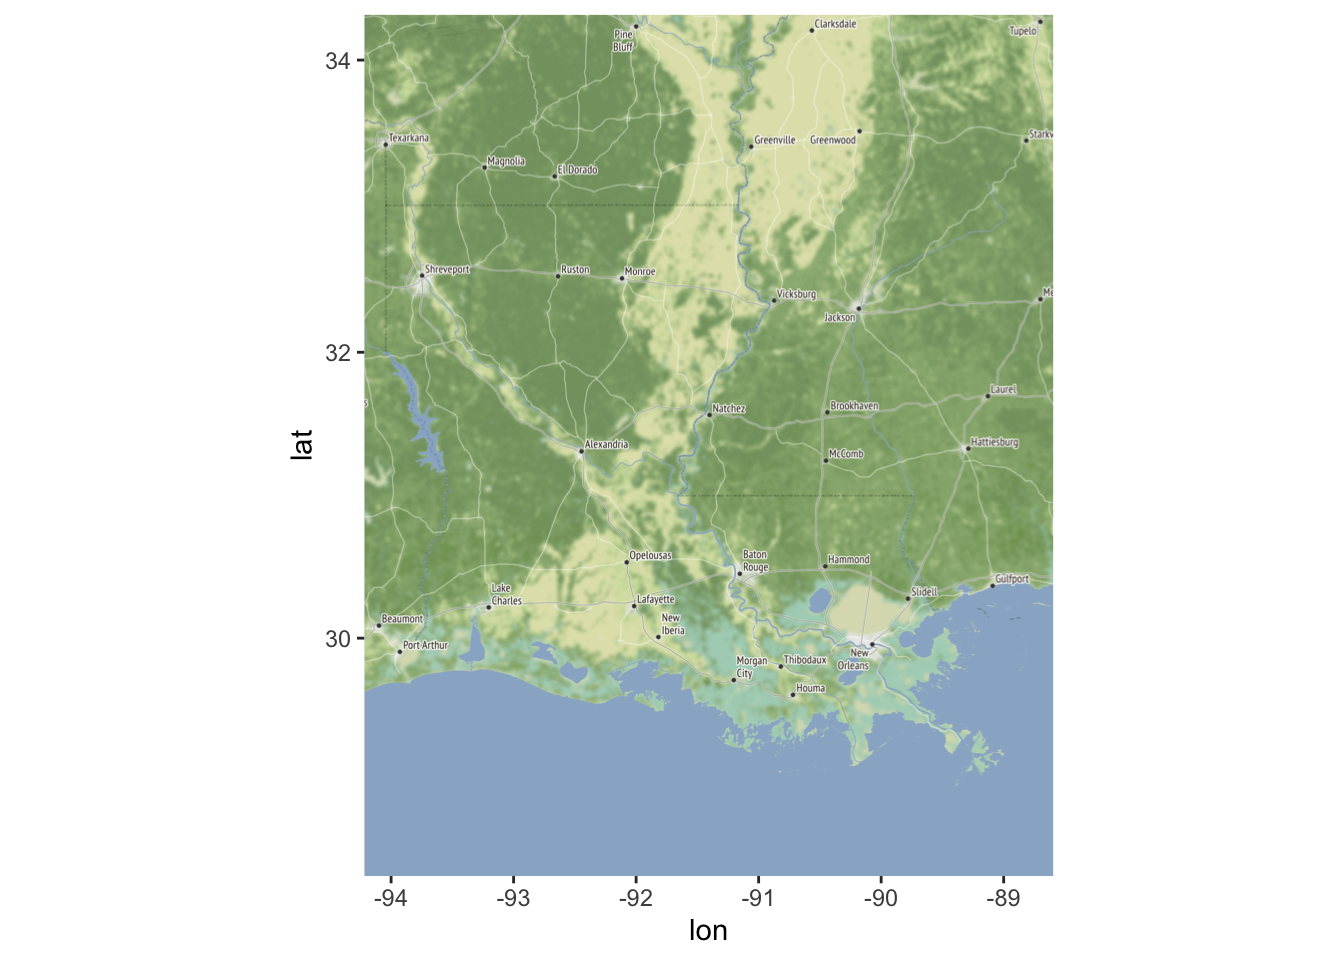 Clarksdale
Tupelo
Pine
Bluff
34
Texarkana
Greenville
Greenwood
Starkv
Magnolia
El Dorado
Shreveport
Ruston
Monroe
Vicksburg
Me
Jackson
32
Laurel
s
Natchez
Brookhaven
Alexandria
Hattiesburg
McComb
lat
Opelousas
Baton
Rouge
Hammond
Lake
Charles
Gulfport
Slidell
Lafayette
Beaumont
New
Iberia
30
Port Arthur
New
Orleans
Morgan
City
Thibodaux
Houma
-94
-93
-92
-91
-90
-89
lon